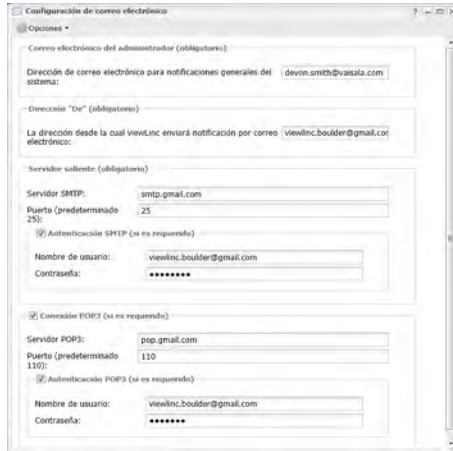 Configuración de correo electrónico
Opciones
Correo electrónico del administrador (obligatorio)
Dirección de correo electrónico para notificaciones generales del
sistema:
devon.smith@vaisala.com
Dirección "De" (obligatorio)
La dirección desde la cual viewLinc enviará notificación por correo
electrónico:
viewlinc.boulder@gmail.cor
Servidor saliente (obligatorio)
Servidor SMTP:
smtp.gmail.com
Puerto (predeterminado
25):
25
Autenticación SMTP (si es requerido)
Nombre de usuario:
viewlinc.boulder@gmail.com
Contraseña:
••••••••
Conexión POP3 (si es requerido)
Servidor POP3:
pop.gmail.com
Puerto (predeterminado
110):
110
Autenticación POP3 (si es requerido)
Nombre de usuario:
viewlinc.boulder@gmail.com
Contraseña:
•••••••